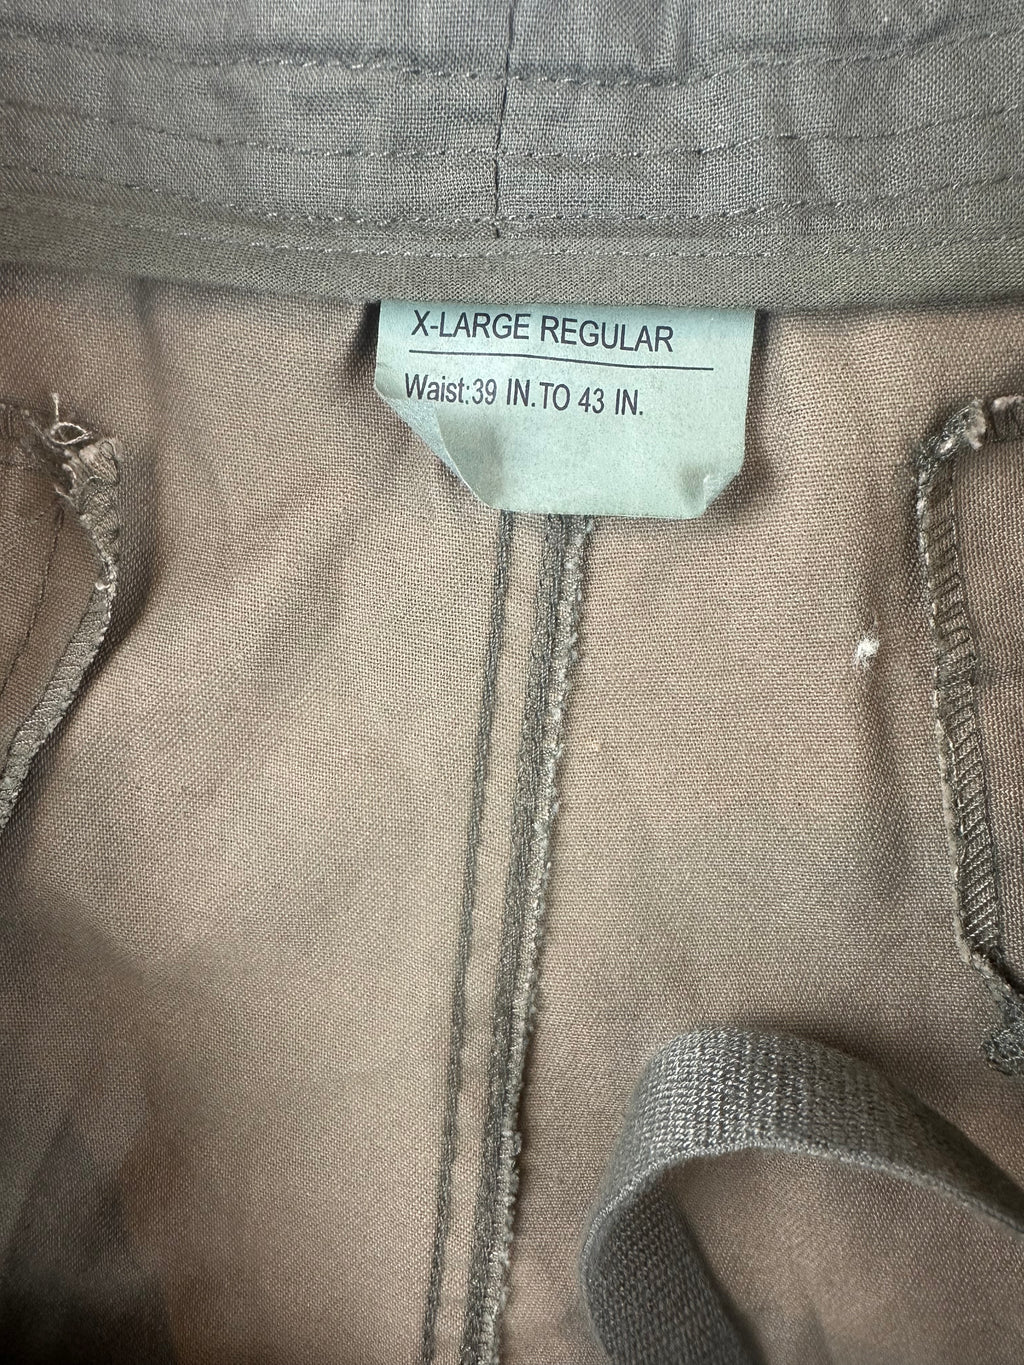 X-LARGE REGULAR
Waist:39 IN.TO 43 IN.